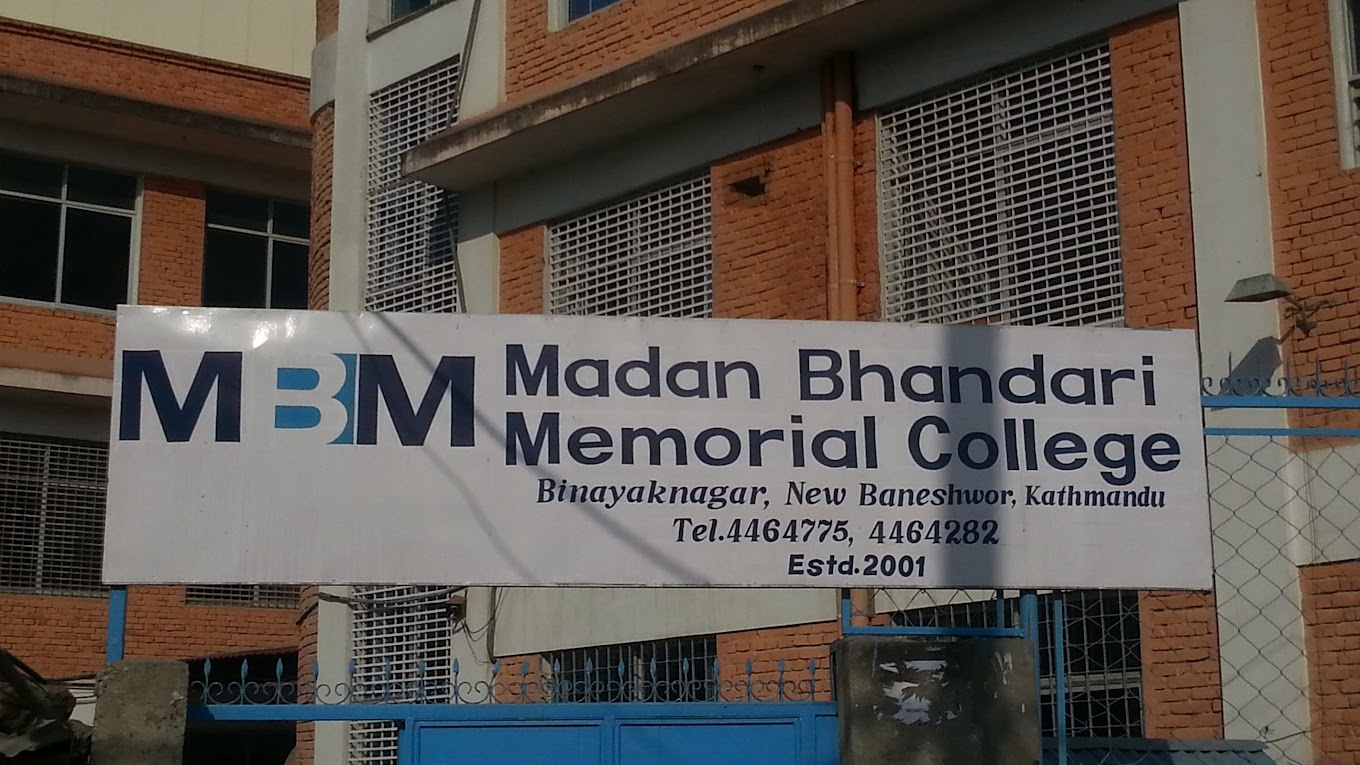 MBM
Madan Bhandari
Memorial College
Binayaknagar, New Baneshwor, Kathmandu
Tel.4464775, 4464282
Estd.2001